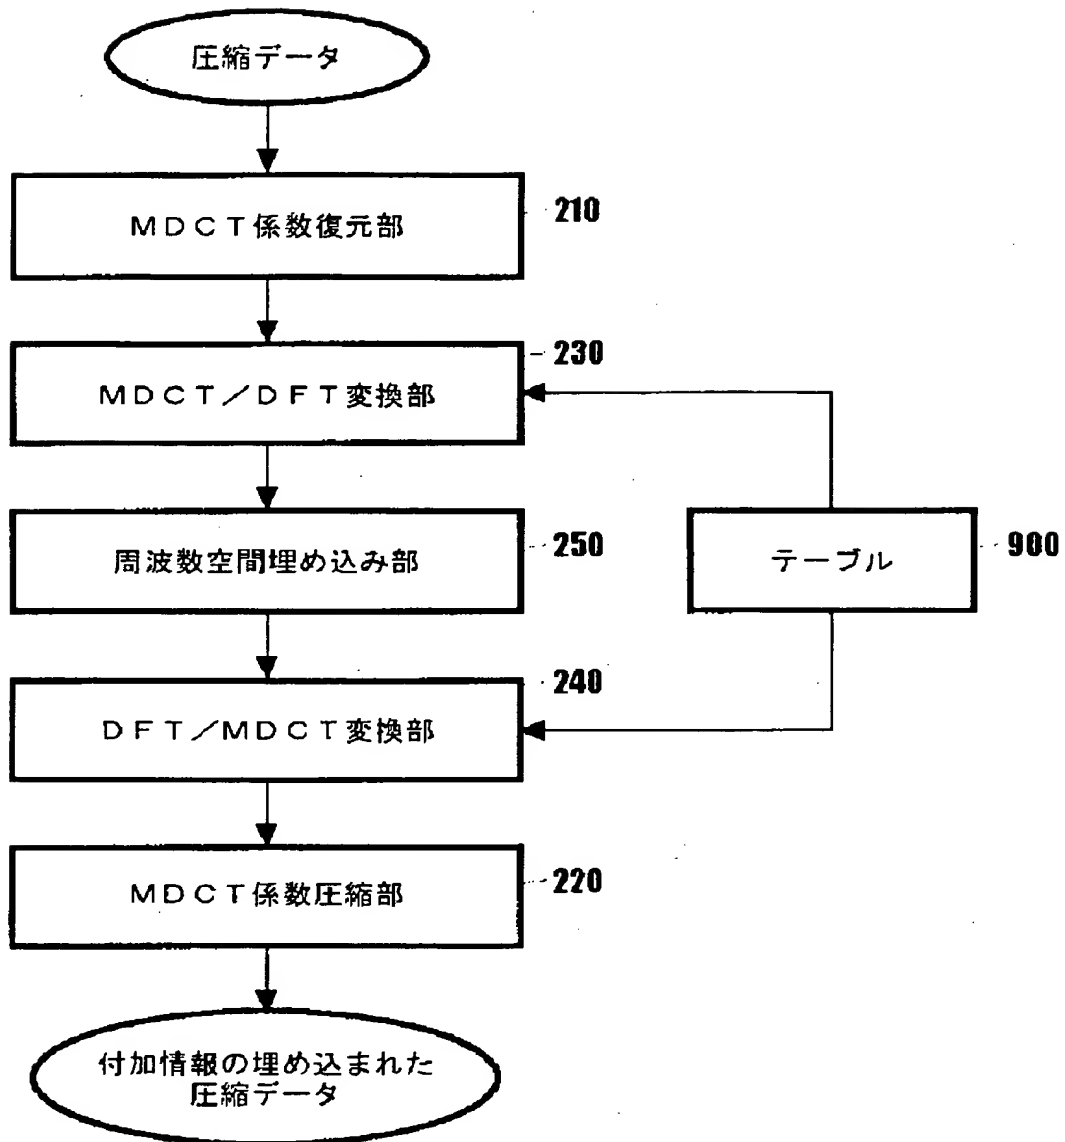 圧縮データ
MDCT係数復元部
210
MDCT/DFT変換部
230
周波数空間埋め込み部
250
テーブル
900
DFT/MDCT変換部
240
MDCT係数圧縮部
220
付加情報の埋め込まれた
圧縮データ